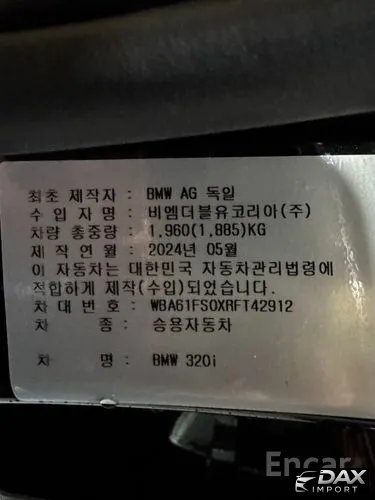 최초 제작자 : BMW AG 독일
수 입 자 명 : 비엠더블유코리아(주)
차량 총중량 : 1,960(1,885)KG
제 작 연 월 : 2024년 05월
이 자동차는 대한민국 자동차관리법령에
적합하게 제작(수입)되었습니다.
차 대 번 호 : WBA61FS0XRFT42912
차 종 : 승용자동차
차 명 : BMW 320i
Encar
DAX
IMPORT